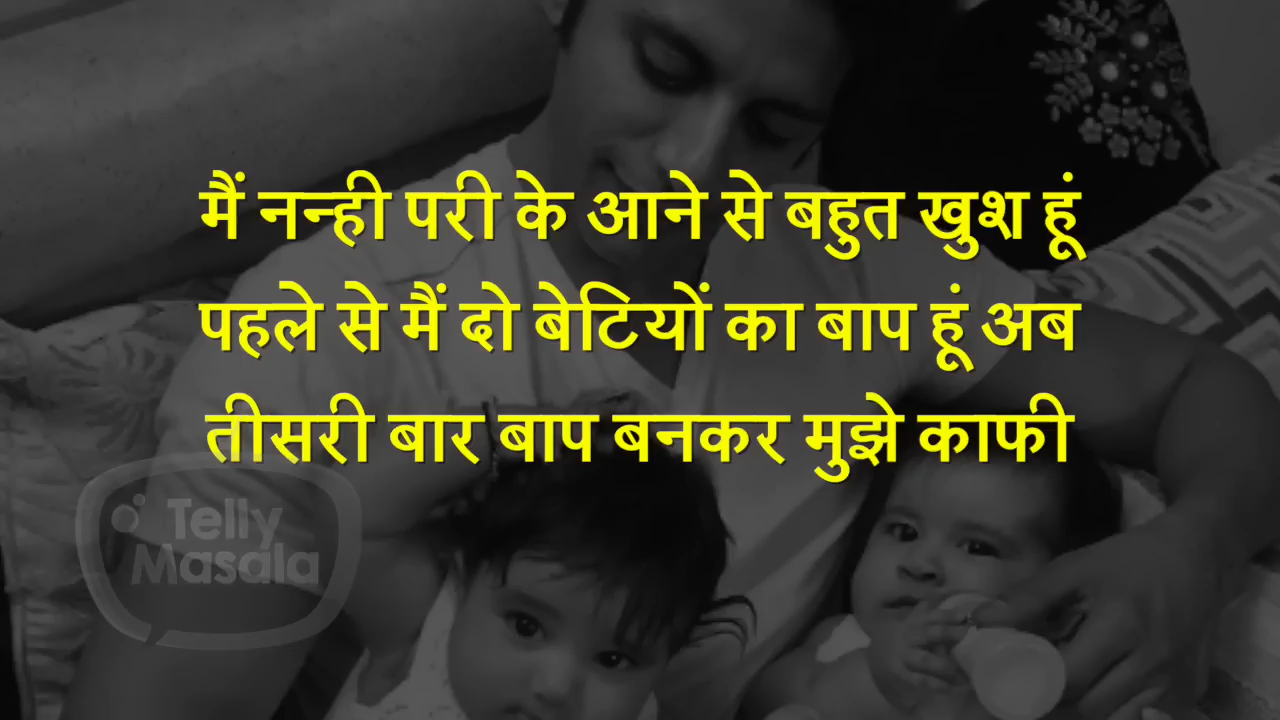 मैं नन्ही परी के आने से बहुत खुश हूं
पहले से मैं दो बेटियों का बाप हूं अब
तीसरी बार बाप बनकर मुझे काफी
Telly
Masala